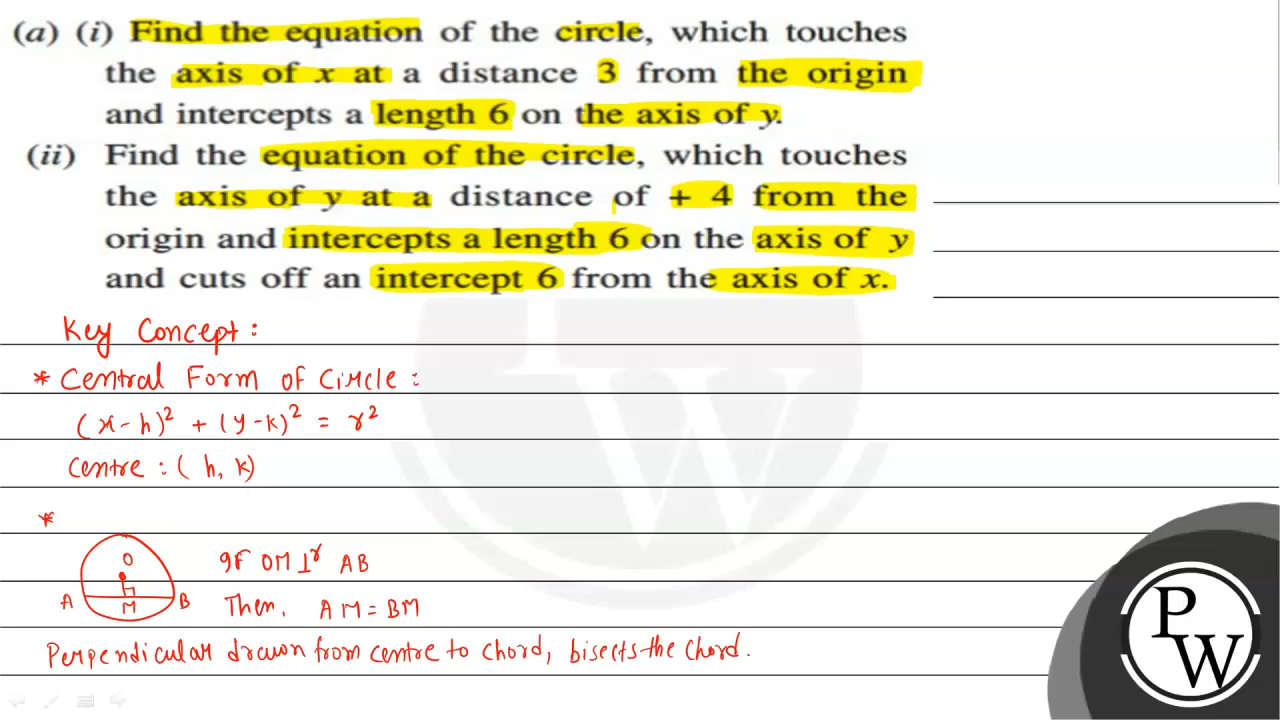 (a) (i) Find the equation of the circle, which touches
the axis of x at a distance 3 from the origin
and intercepts a length 6 on the axis of y.
(ii) Find the equation of the circle, which touches
the axis of y at a distance of + 4 from the
origin and intercepts a length 6 on the axis of y
and cuts off an intercept 6 from the axis of x.
Key Concept:
* Central Form of Circle:
(x-h)² + (y-k)² = r²
Centre : (h, k)
*
O
A M B
If OM ⊥r AB
Then, AM = BM
Perpendicular drawn from centre to chord, bisects the chord.
P
W